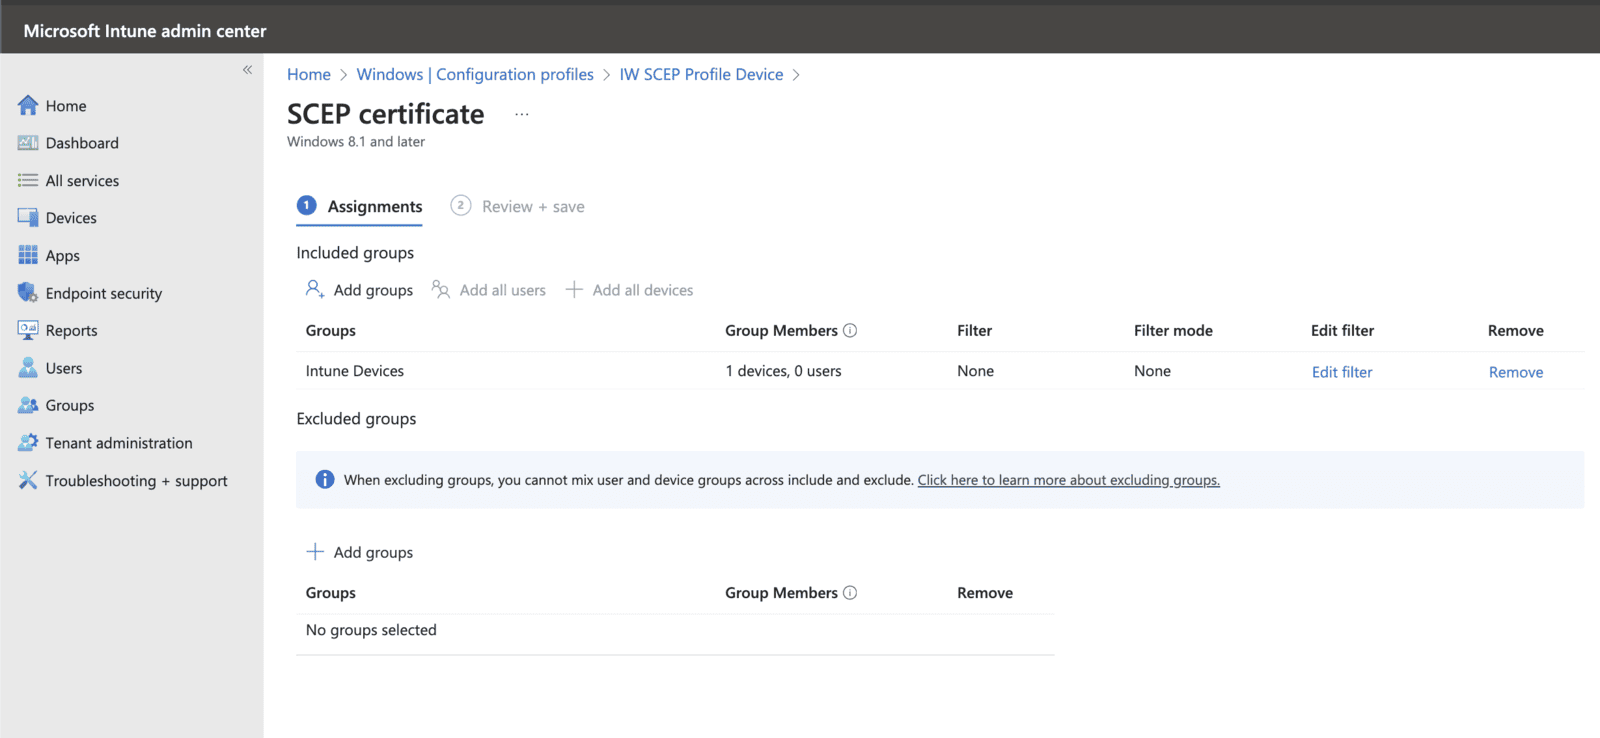 Microsoft Intune admin center
«
Home > Windows | Configuration profiles > IW SCEP Profile Device >
Home
Dashboard
All services
Devices
Apps
Endpoint security
Reports
Users
Groups
Tenant administration
Troubleshooting + support
SCEP certificate ...
Windows 8.1 and later
1 Assignments 2 Review + save
Included groups
Add groups Add all users Add all devices
Groups Group Members Filter Filter mode Edit filter Remove
Intune Devices 1 devices, 0 users None None Edit filter Remove
Excluded groups
When excluding groups, you cannot mix user and device groups across include and exclude. Click here to learn more about excluding groups.
Add groups
Groups Group Members Remove
No groups selected